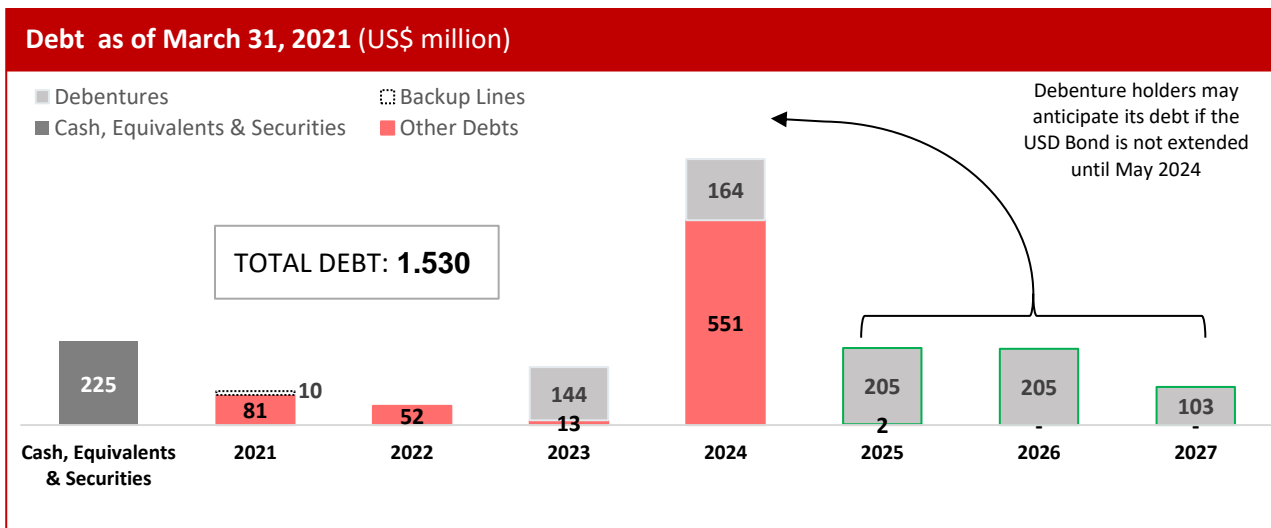 Debt as of March 31, 2021 (US$ million)
Debentures
Backup Lines
Cash, Equivalents & Securities
Other Debts
Debenture holders may
anticipate its debt if the
USD Bond is not extended
until May 2024
TOTAL DEBT: 1.530
225
10
81
52
144
13
164
551
205
2
205
-
103
-
Cash, Equivalents
& Securities
2021
2022
2023
2024
2025
2026
2027